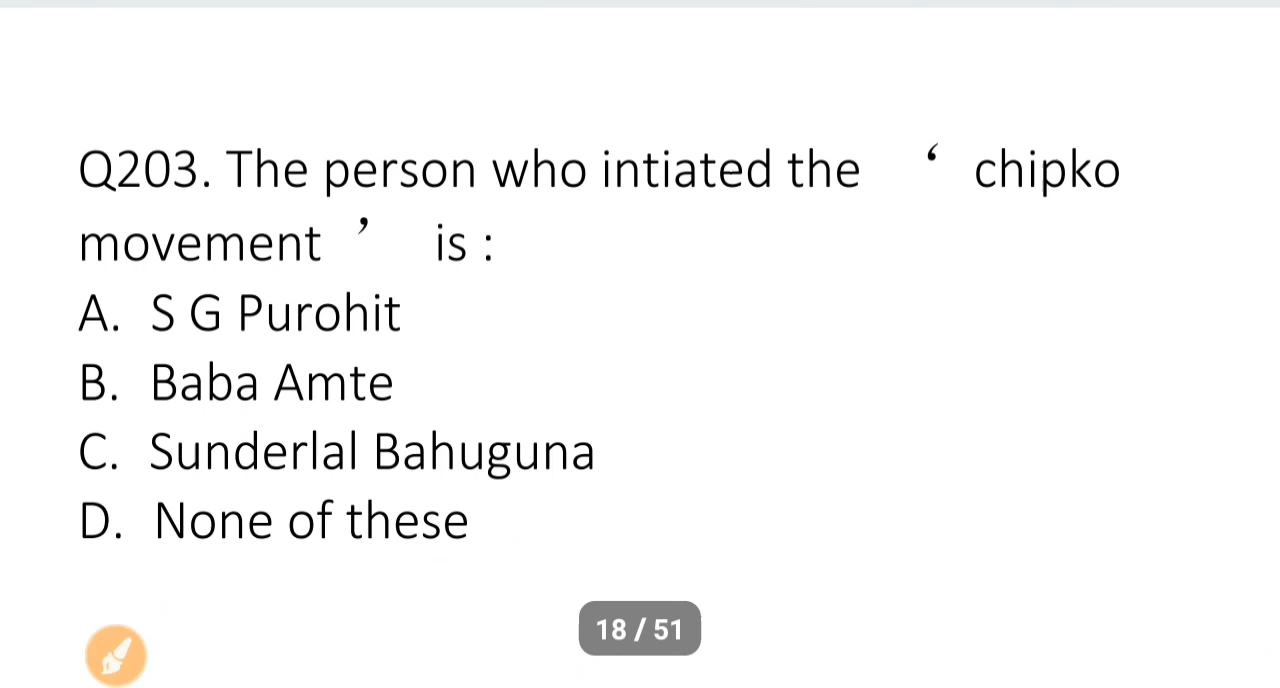 Q203. The person who intiated the ‘ chipko
movement ’ is :
A. S G Purohit
B. Baba Amte
C. Sunderlal Bahuguna
D. None of these
18 / 51